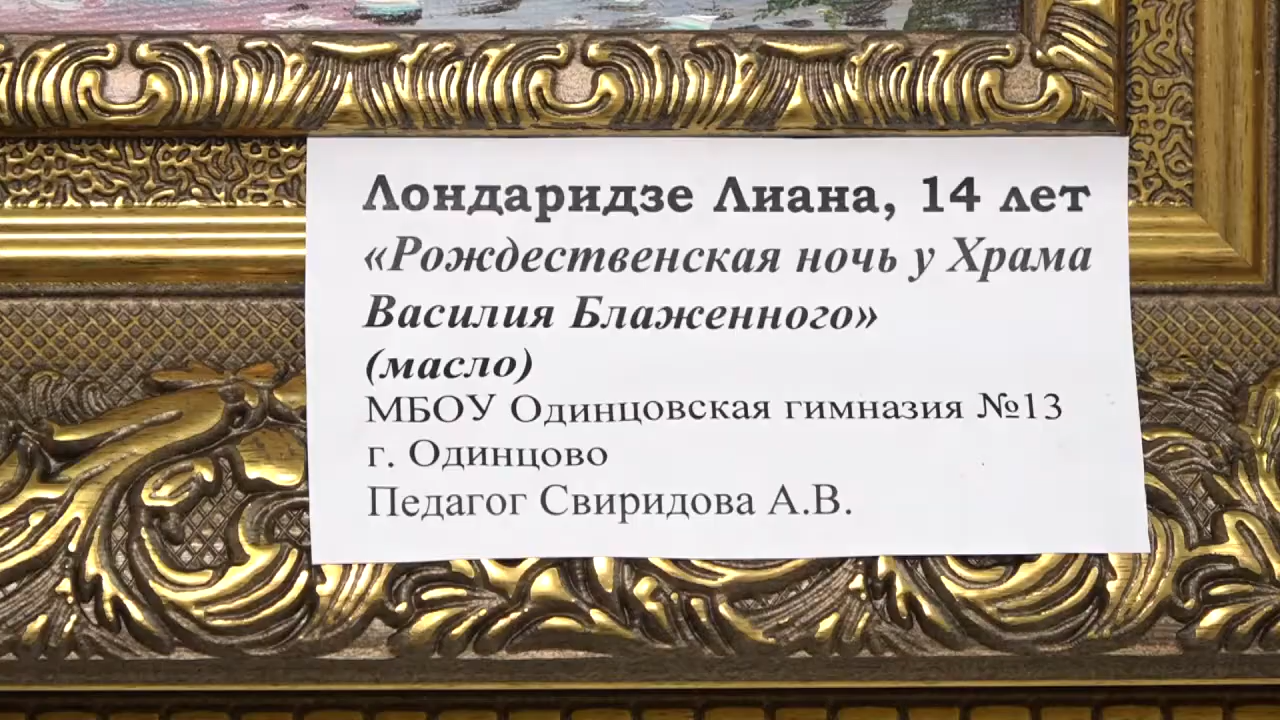 Лондаридзе Лиана, 14 лет
«Рождественская ночь у Храма
Василия Блаженного»
(масло)
МБОУ Одинцовская гимназия №13
г. Одинцово
Педагог Свиридова А.В.